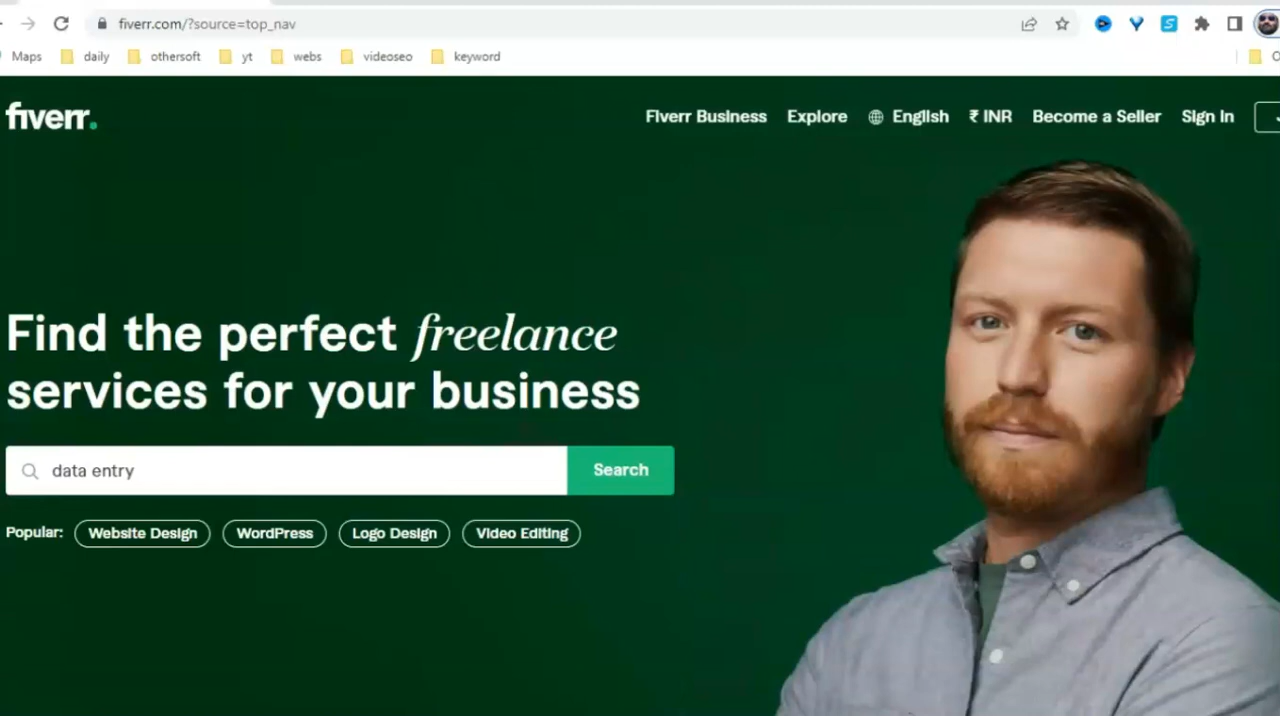 fiverr.com/?source=top_nav
Maps daily othersoft yt webs videoseo keyword
fiverr.
Fiverr Business Explore English ₹ INR Become a Seller Sign In
Find the perfect freelance
services for your business
data entry Search
Popular: Website Design WordPress Logo Design Video Editing